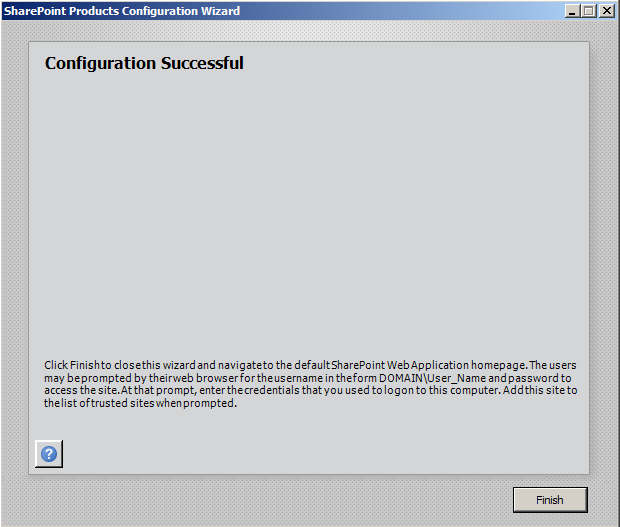 SharePoint Products Configuration Wizard
Configuration Successful
Click Finish to close this wizard and navigate to the default SharePoint Web Application homepage. The users
may be prompted by their web browser for the username in the form DOMAIN\User_Name and password to
access the site. At that prompt, enter the credentials that you used to logon to this computer. Add this site to
the list of trusted sites when prompted.
?
Finish